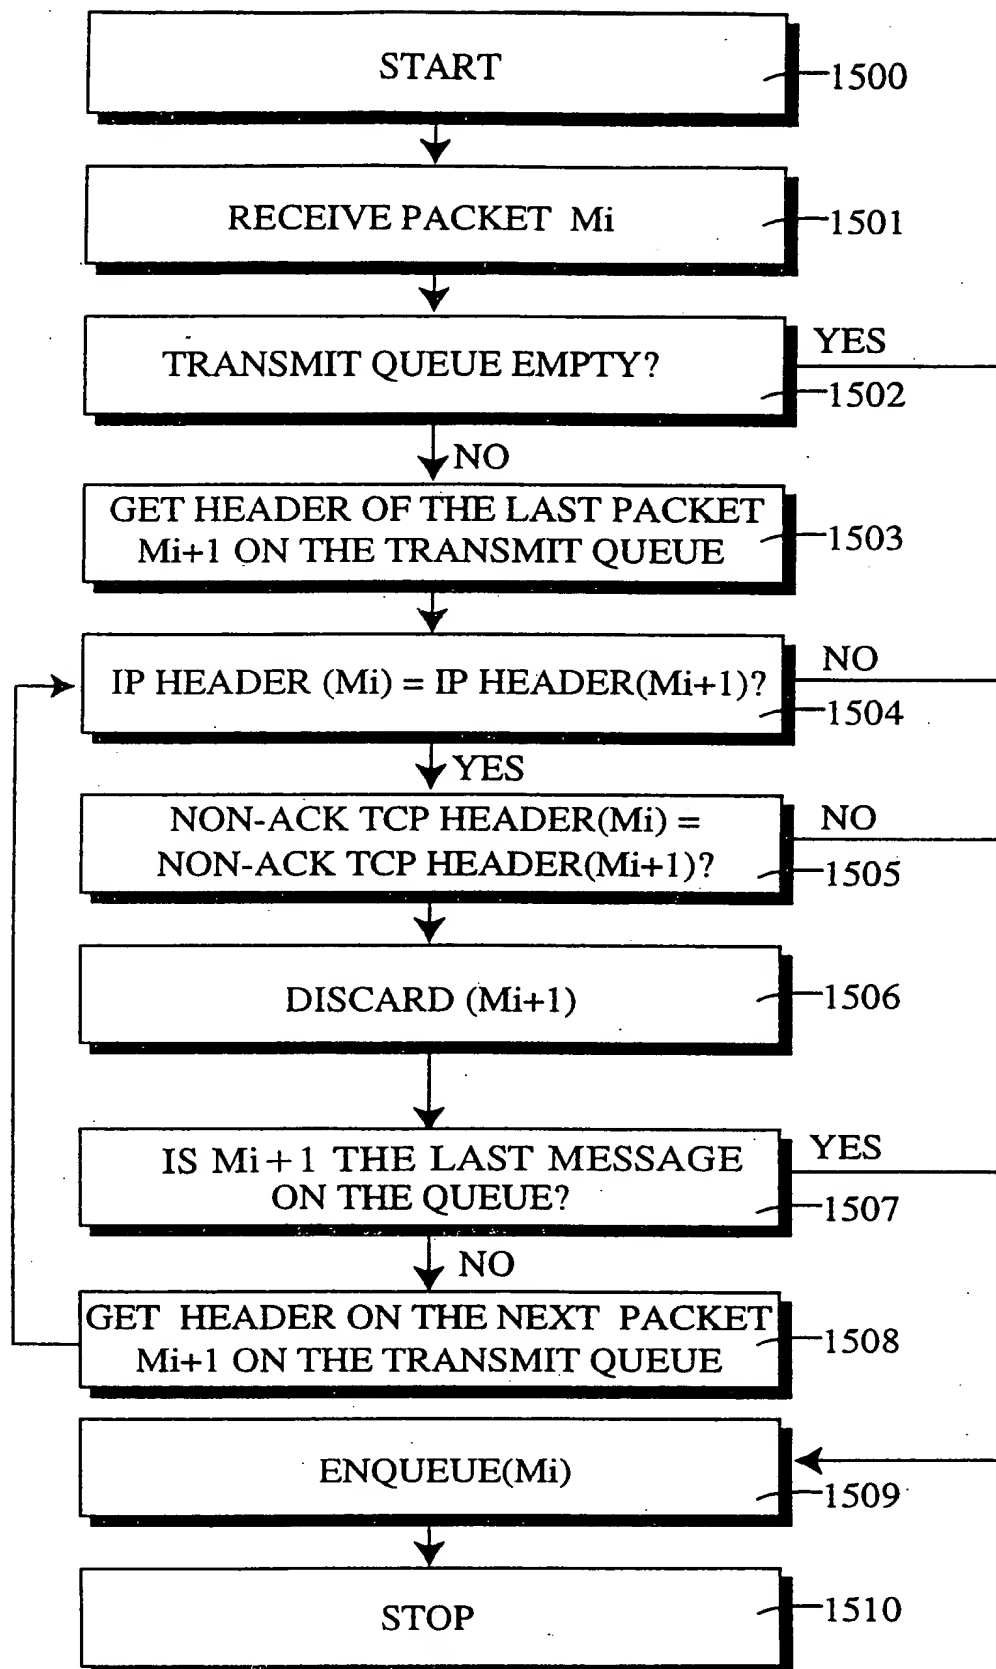 START
1500
RECEIVE PACKET Mi
1501
TRANSMIT QUEUE EMPTY?
YES
1502
NO
GET HEADER OF THE LAST PACKET
Mi+1 ON THE TRANSMIT QUEUE
1503
IP HEADER (Mi) = IP HEADER(Mi+1)?
NO
1504
YES
NON-ACK TCP HEADER(Mi) =
NON-ACK TCP HEADER(Mi+1)?
NO
1505
DISCARD (Mi+1)
1506
IS Mi+1 THE LAST MESSAGE
ON THE QUEUE?
YES
1507
NO
GET HEADER ON THE NEXT PACKET
Mi+1 ON THE TRANSMIT QUEUE
1508
ENQUEUE(Mi)
1509
STOP
1510